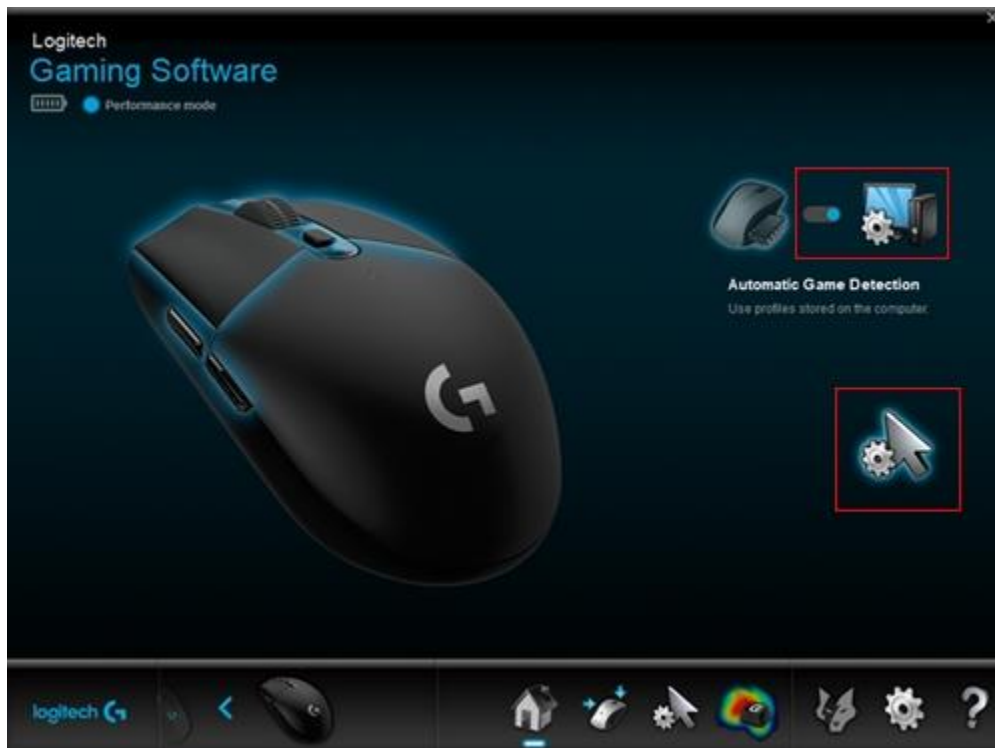 Logitech
Gaming Software
Performance mode
Automatic Game Detection
Use profiles stored on the computer.
logitech G
?